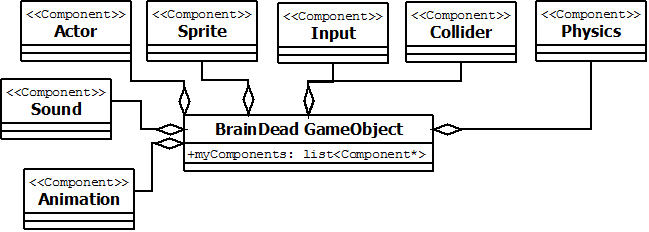 <<Component>>
Actor
<<Component>>
Sprite
<<Component>>
Input
<<Component>>
Collider
<<Component>>
Physics
<<Component>>
Sound
BrainDead GameObject
+myComponents: list<Component*>
<<Component>>
Animation